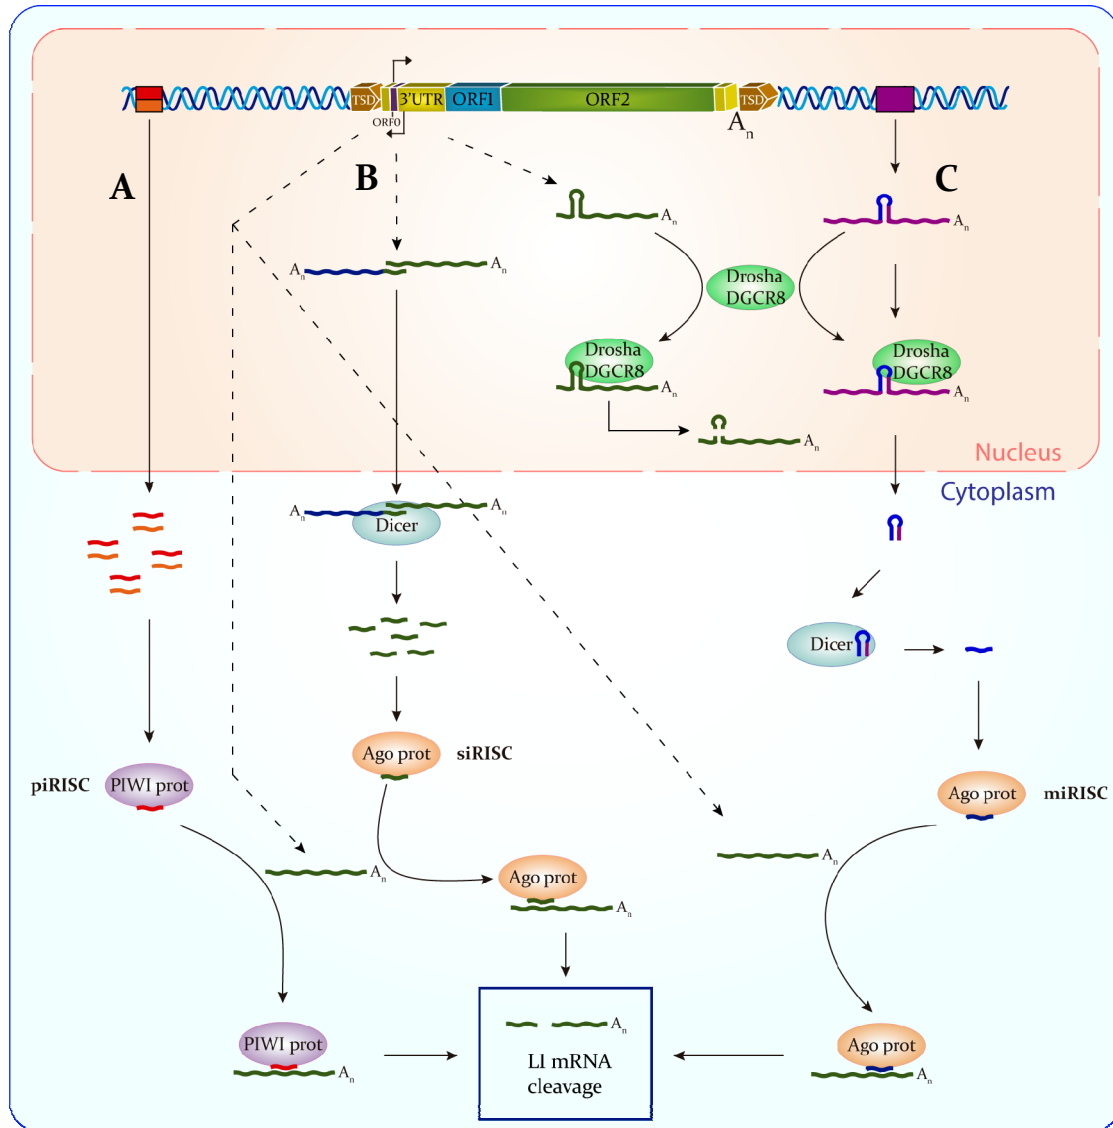 TSD
3'UTR
ORF1
ORF2
TSD
ORF0
An
A
B
C
An
An
An
An
Drosha
DGCR8
Drosha
DGCR8
An
Drosha
DGCR8
An
An
Nucleus
Cytoplasm
An
An
Dicer
Dicer
Ago prot
siRISC
piRISC
PIWI prot
Ago prot
miRISC
An
An
Ago prot
An
An
LI mRNA
cleavage
PIWI prot
An
Ago prot
An